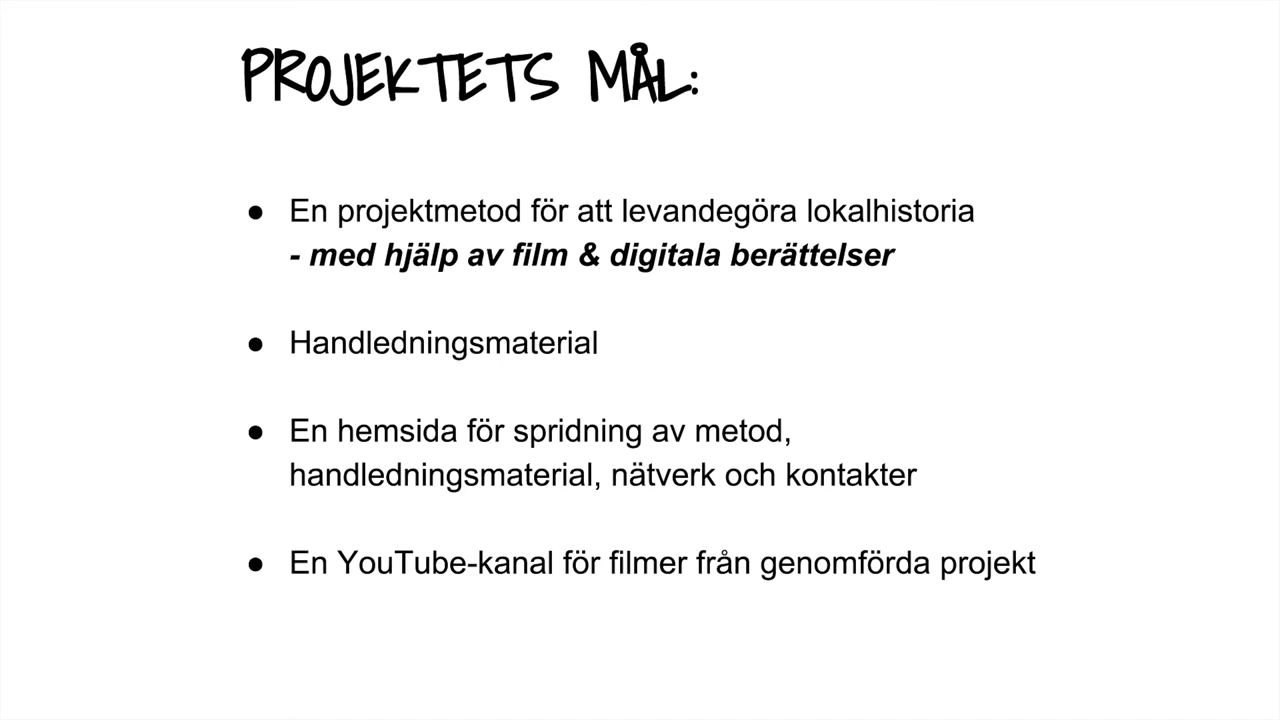 PROJEKTETS MÅL:
● En projektmetod för att levandegöra lokalhistoria
- med hjälp av film & digitala berättelser
● Handledningsmaterial
● En hemsida för spridning av metod,
handledningsmaterial, nätverk och kontakter
● En YouTube-kanal för filmer från genomförda projekt